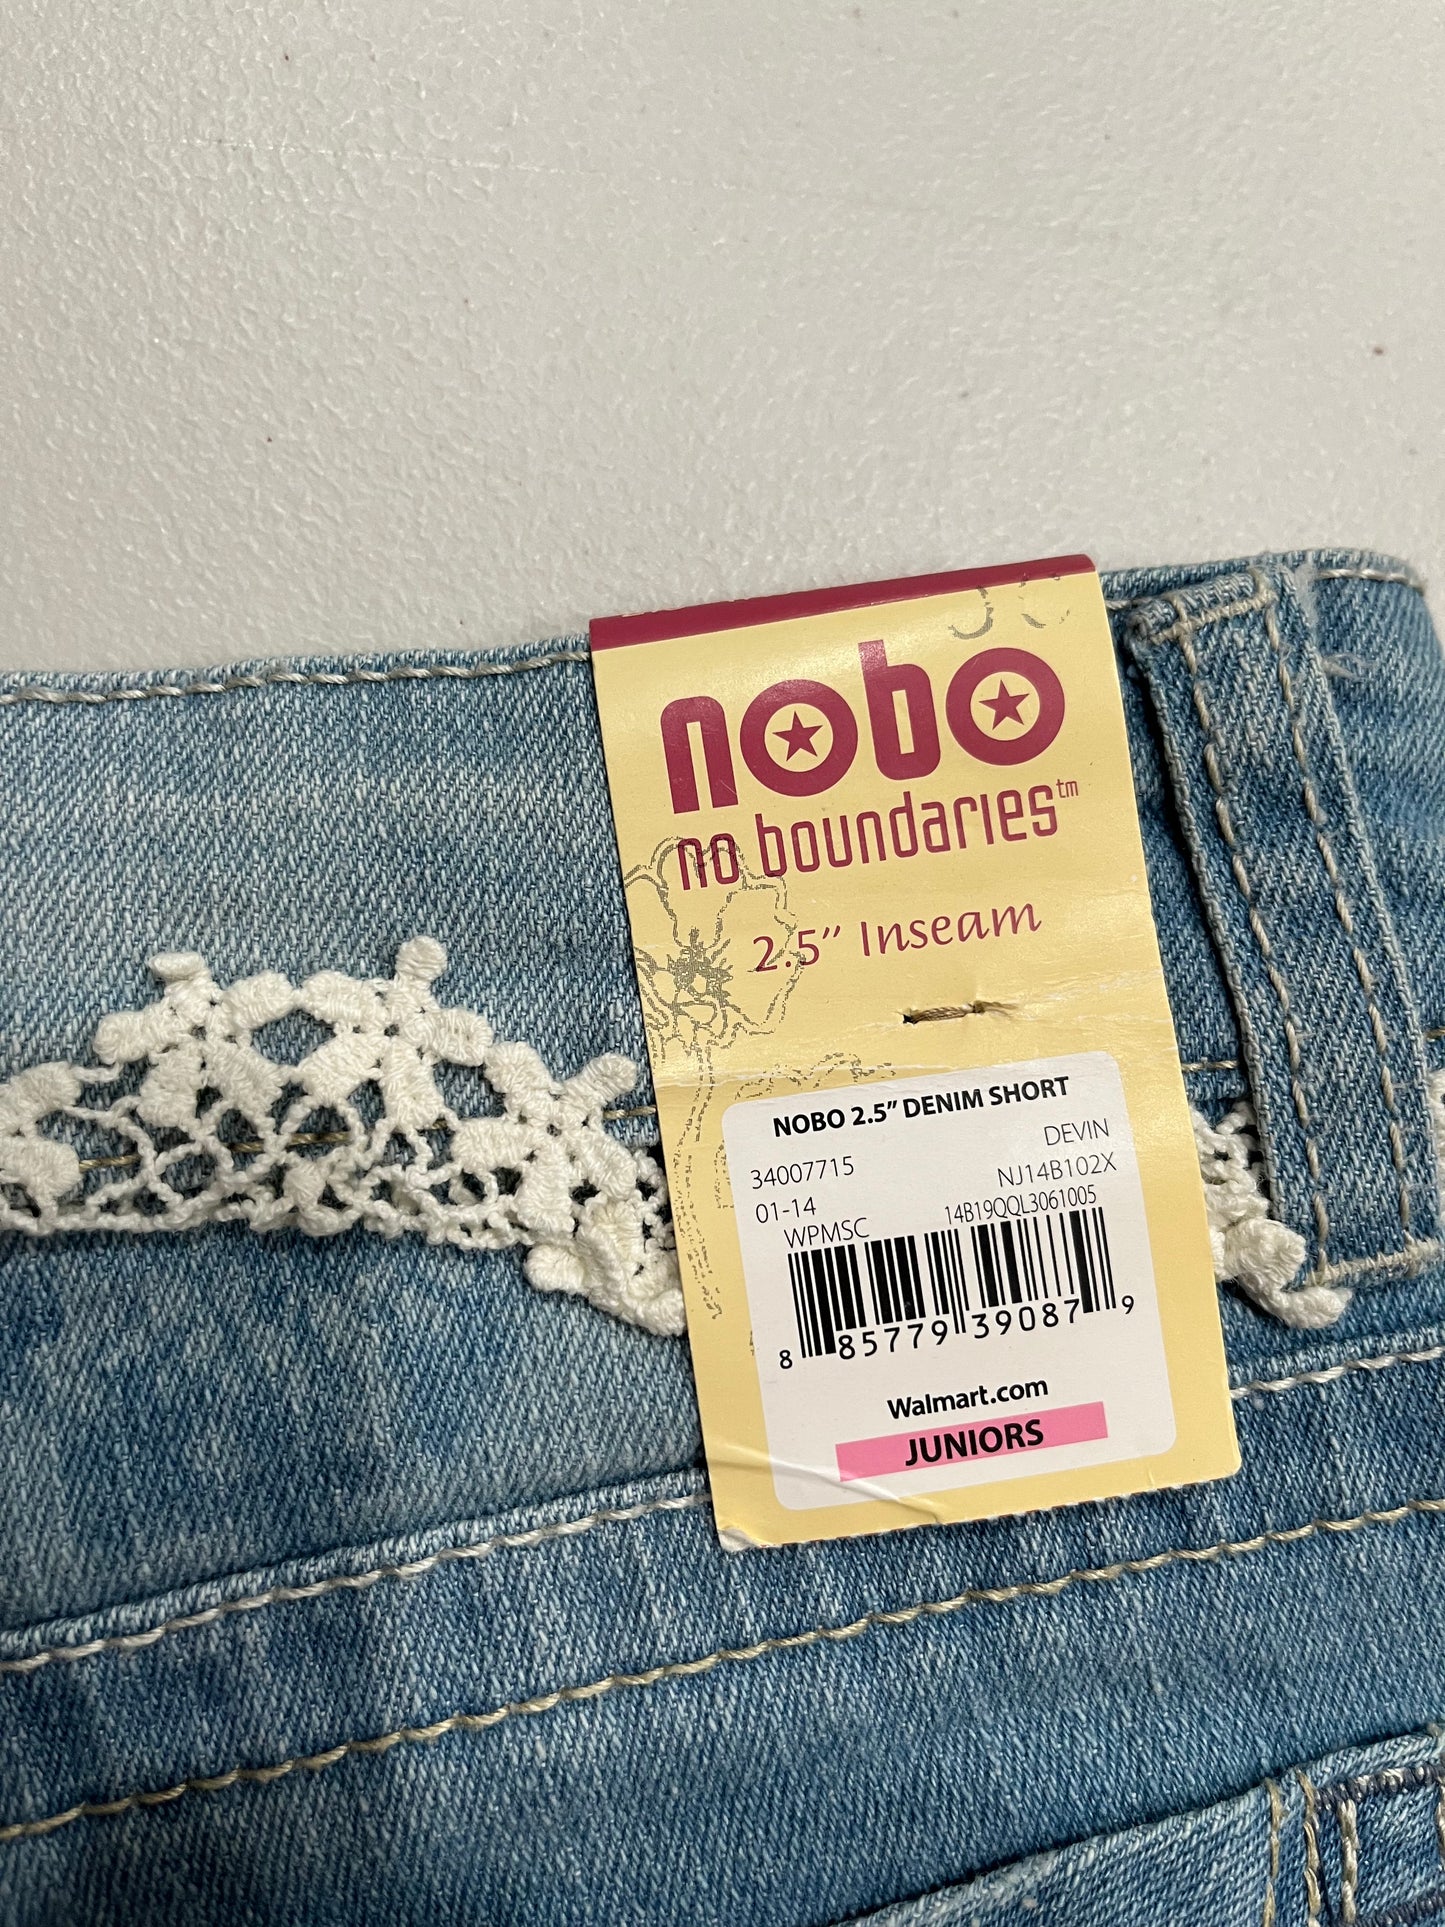 nobo
no boundaries™
2.5" Inseam
NOBO 2.5" DENIM SHORT
34007715 DEVIN
01-14 NJ14B102X
WPMSC 14B19QQL3061005
8 85779 39087 9
Walmart.com
JUNIORS